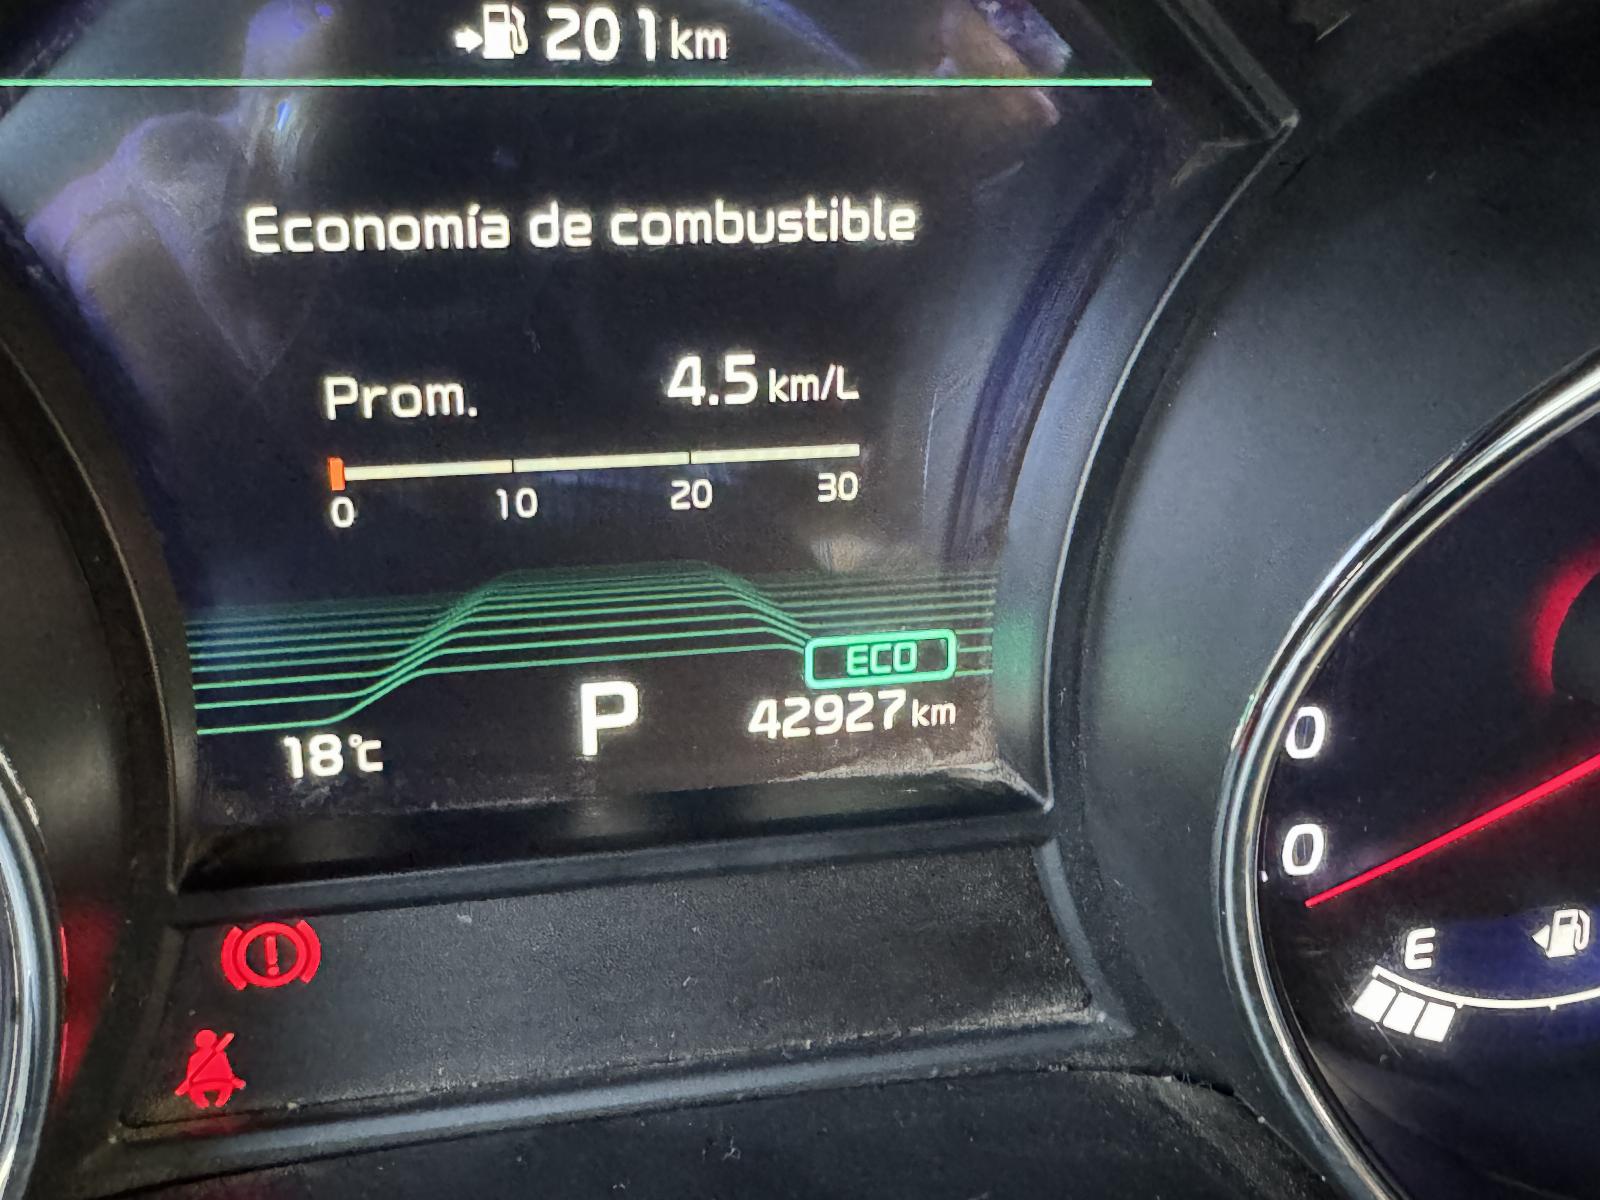 201 km
Economía de combustible
Prom. 4.5 km/L
0 10 20 30
ECO
18°C P 42927 km
0
0
E